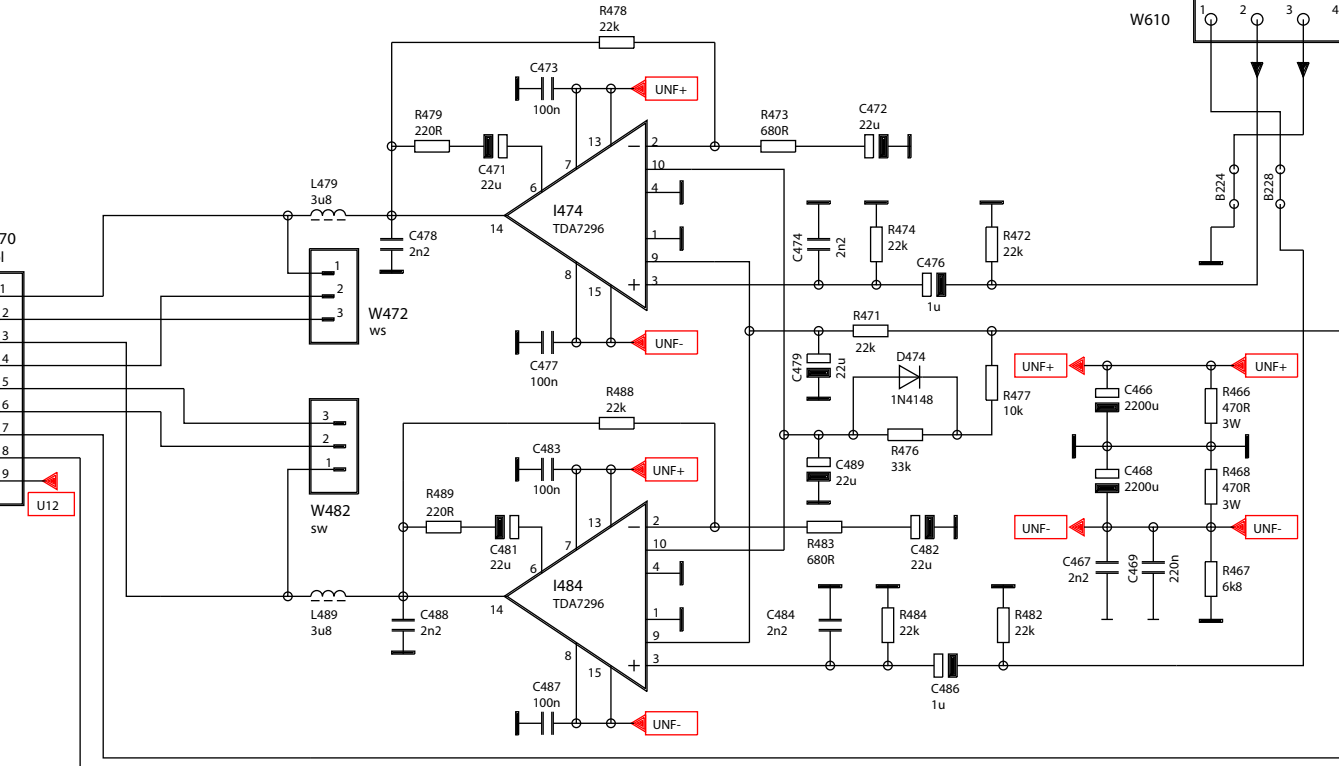 R478
22k
W610
1
2
3
4
C473
100n
UNF+
R479
220R
C471
22u
13
7
6
2
10
4
1
9
3
R473
680R
C472
22u
B224
B228
L479
3u8
14
I474
TDA7296
8
15
C478
2n2
C474
2n2
R474
22k
C476
1u
R472
22k
70
l
1
2
3
4
5
6
7
8
9
U12
1
2
3
W472
ws
C477
100n
UNF-
R471
22k
C479
22u
D474
1N4148
R477
10k
R476
33k
C489
22u
UNF+
UNF+
C466
2200u
R466
470R
3W
C468
2200u
R468
470R
3W
UNF-
UNF-
C467
2n2
C469
220n
R467
6k8
R488
22k
3
2
1
W482
sw
C483
100n
UNF+
R489
220R
C481
22u
13
7
6
2
10
4
1
9
3
R483
680R
C482
22u
I484
TDA7296
14
8
15
L489
3u8
C488
2n2
C484
2n2
R484
22k
R482
22k
C486
1u
C487
100n
UNF-